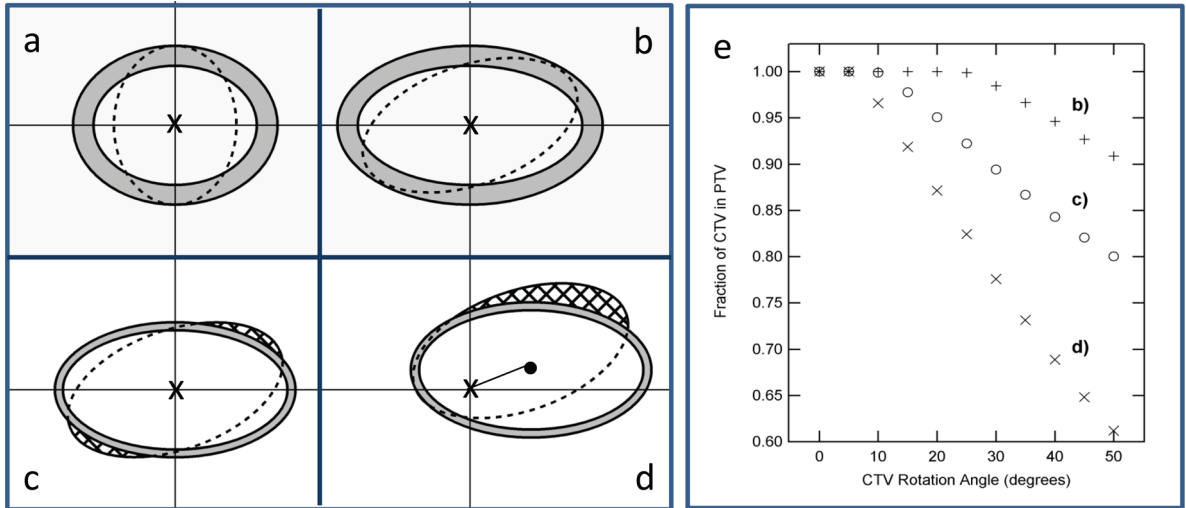 a
b
X
X
c
d
X
X
e
1.00
0.95
0.90
0.85
0.80
0.75
0.70
0.65
0.60
Fraction of CTV in PTV
b)
c)
d)
0 10 20 30 40 50
CTV Rotation Angle (degrees)